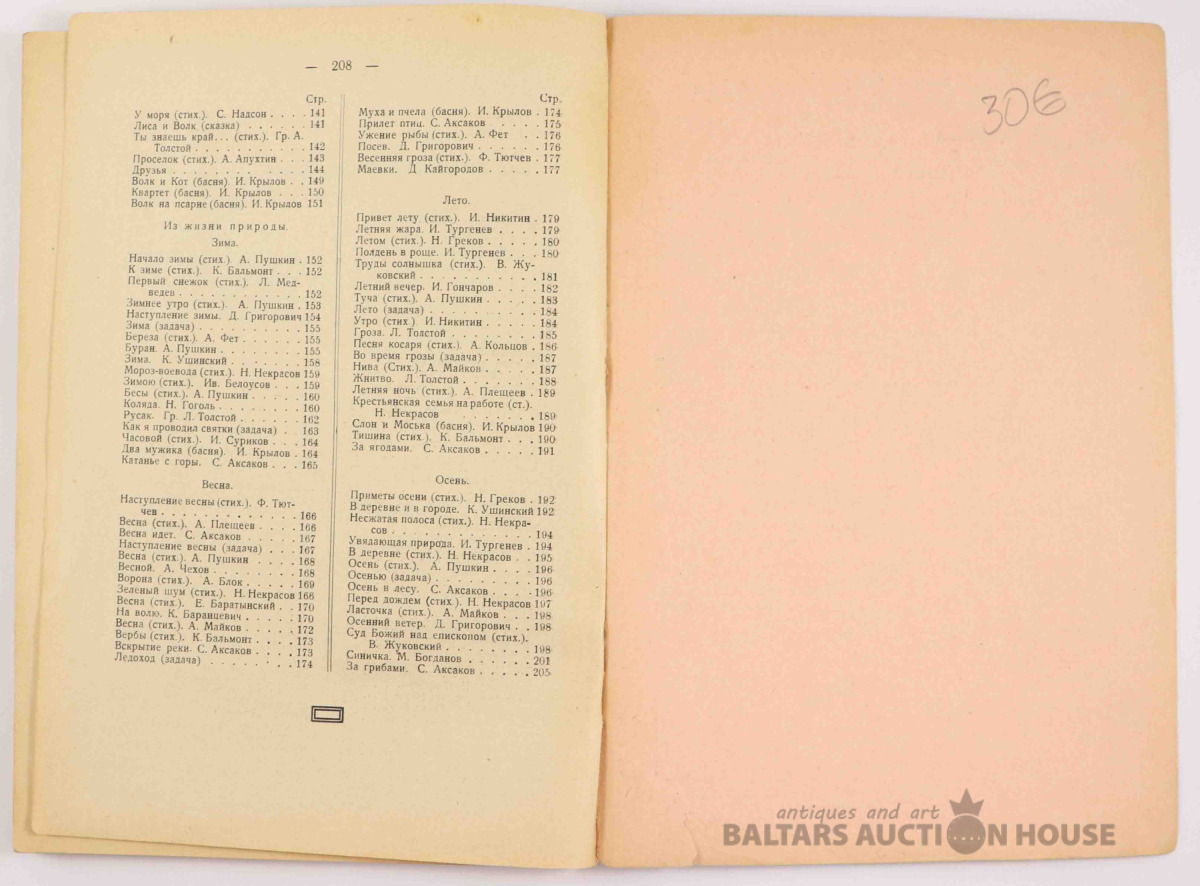 — 208 —
Стр.
У моря (стих.). С. Надсон . . . . 141
Лиса и Волк (сказка) . . . . . . 141
Ты знаешь край... (стих.). Гр. А.
Толстой . . . . . . . . . . . 142
Проселок (стих.). А. Апухтин . . . 143
Друзья . . . . . . . . . . . . 144
Волк и Кот (басня). И. Крылов . . 149
Квартет (басня). И. Крылов . . . 150
Волк на псарне (басня). И. Крылов 151
Из жизни природы.
Зима.
Начало зимы (стих.). А. Пушкин . 152
К зиме (стих.). К. Бальмонт . . . 152
Первый снежок (стих.). Л. Мед-
ведев . . . . . . . . . . . . 152
Зимнее утро (стих.). А. Пушкин . 153
Наступление зимы. Д. Григорович 154
Зима (задача) . . . . . . . . . . 155
Береза (стих.). А. Фет . . . . . . 155
Буран. А. Пушкин . . . . . . . . 155
Зима. К. Ушинский . . . . . . . 158
Мороз-воевода (стих.). Н. Некрасов 159
Зимою (стих.). Ив. Белоусов . . . 159
Бесы (стих.). А. Пушкин . . . . . 160
Коляда. Н. Гоголь . . . . . . . . 160
Русак. Гр. Л. Толстой . . . . . . 162
Как я проводил святки (задача) . 163
Часовой (стих.). И. Суриков . . . 164
Два мужика (басня). И. Крылов . 164
Катанье с горы. С. Аксаков . . . 165
Весна.
Наступление весны (стих.). Ф. Тют-
чев . . . . . . . . . . . . . 166
Весна (стих.). А. Плещеев . . . . 166
Весна идет. С. Аксаков . . . . . 167
Наступление весны (задача) . . . 167
Весна (стих.). А. Пушкин . . . . 168
Весной. А. Чехов . . . . . . . . 168
Ворона (стих.). А. Блок . . . . . 169
Зеленый шум (стих.). Н. Некрасов 166
Весна (стих.). Е. Баратынский . . 170
На волю. К. Баранцевич . . . . . 170
Весна (стих.). А. Майков . . . . . 172
Вербы (стих.). К. Бальмонт . . . . 173
Вскрытие реки. С. Аксаков . . . . 173
Ледоход (задача) . . . . . . . . 174
Стр.
Муха и пчела (басня). И. Крылов . 174
Прилет птиц. С. Аксаков . . . . . 175
Ужение рыбы (стих.). А. Фет . . 176
Посев. Д. Григорович . . . . . . 176
Весенняя гроза (стих.). Ф. Тютчев . 177
Маевки. Д Кайгородов . . . . . 177
Лето.
Привет лету (стих.). И. Никитин . 179
Летняя жара. И. Тургенев . . . . 179
Летом (стих.). Н. Греков . . . . . 180
Полдень в роще. И. Тургенев . . . 180
Труды солнышка (стих.). В. Жу-
ковский . . . . . . . . . . . 181
Летний вечер. И. Гончаров . . . . 182
Туча (стих.). А. Пушкин . . . . . 183
Лето (задача) . . . . . . . . . . 184
Утро (стих.) И. Никитин . . . . . 184
Гроза. Л. Толстой . . . . . . . . 185
Песня косаря (стих.). А. Кольцов . 186
Во время грозы (задача) . . . . . 187
Нива (Стих.). А. Майков . . . . . 187
Жнитво. Л. Толстой . . . . . . . 188
Летняя ночь (стих.). А. Плещеев . 189
Крестьянская семья на работе (ст.).
Н. Некрасов . . . . . . . . 189
Слон и Моська (басня). И. Крылов 190
Тишина (стих.). К. Бальмонт . . . 190
За ягодами. С. Аксаков . . . . . 191
Осень.
Приметы осени (стих.). Н. Греков . 192
В деревне и в городе. К. Ушинский 192
Несжатая полоса (стих.). Н. Некра-
сов . . . . . . . . . . . . . 194
Увядающая природа. И. Тургенев . 194
В деревне (стих.). Н. Некрасов . . 195
Осень (стих.). А. Пушкин . . . . 196
Осенью (задача) . . . . . . . . . 196
Осень в лесу. С. Аксаков . . . . 196
Перед дождем (стих.). Н. Некрасов 197
Ласточка (стих.). А. Майков . . . 198
Осенний ветер. Д. Григорович . . 198
Суд Божий над епископом (стих.).
В. Жуковский . . . . . . . . 198
Синичка. М. Богданов . . . . . . 201
За грибами. С. Аксаков . . . . . 205
30€
antiques and art
BALTARS AUCTION HOUSE